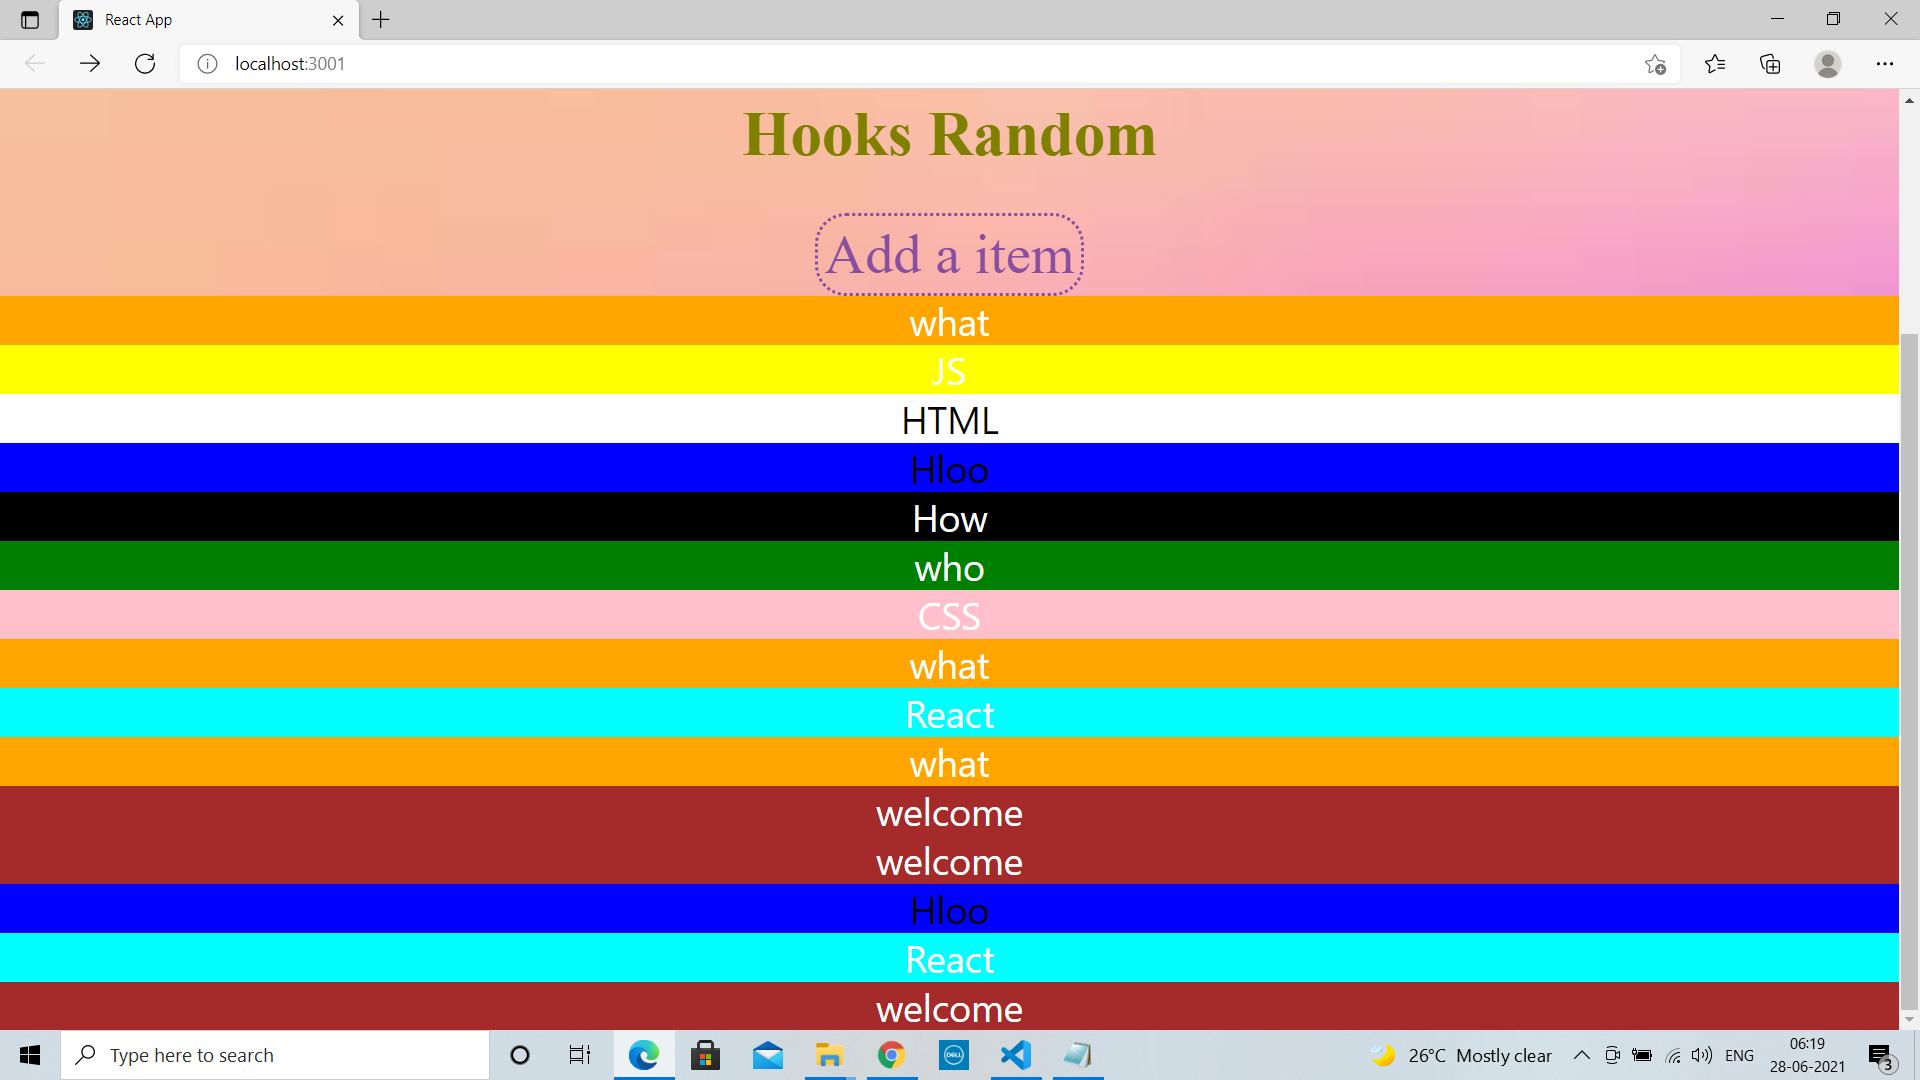 React App
localhost:3001
Hooks Random
Add a item
what
JS
HTML
Hloo
How
who
CSS
what
React
what
welcome
welcome
Hloo
React
welcome
Type here to search
DELL
26°C Mostly clear
ENG
06:19
28-06-2021
3